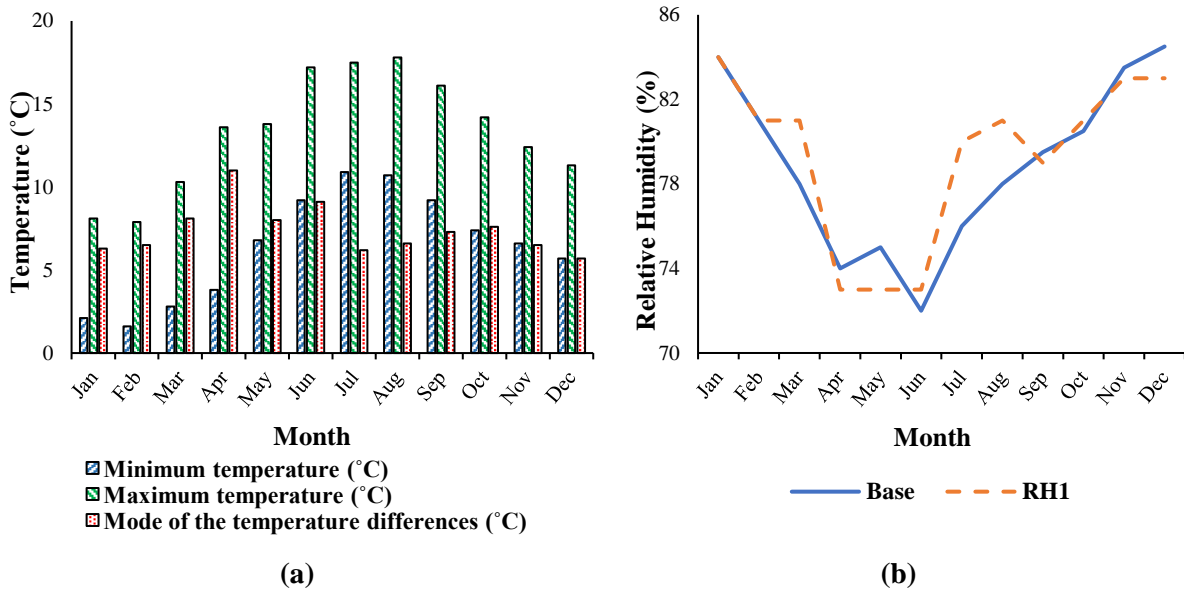 20
15
10
5
0
Temperature (˚C)
Jan
Feb
Mar
Apr
May
Jun
Jul
Aug
Sep
Oct
Nov
Dec
Month
Minimum temperature (˚C)
Maximum temperature (˚C)
Mode of the temperature differences (˚C)
(a)
86
82
78
74
70
Relative Humidity (%)
Jan
Feb
Mar
Apr
May
Jun
Jul
Aug
Sep
Oct
Nov
Dec
Month
Base
RH1
(b)